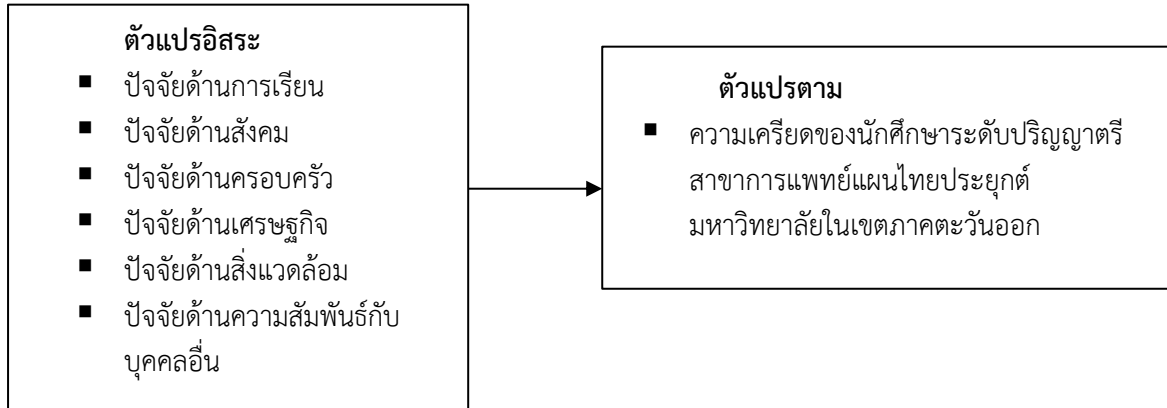 ตัวแปรอิสระ
▪ ปัจจัยด้านการเรียน
▪ ปัจจัยด้านสังคม
▪ ปัจจัยด้านครอบครัว
▪ ปัจจัยด้านเศรษฐกิจ
▪ ปัจจัยด้านสิ่งแวดล้อม
▪ ปัจจัยด้านความสัมพันธ์กับ
บุคคลอื่น
ตัวแปรตาม
▪ ความเครียดของนักศึกษาระดับปริญญาตรี
สาขาการแพทย์แผนไทยประยุกต์
มหาวิทยาลัยในเขตภาคตะวันออก